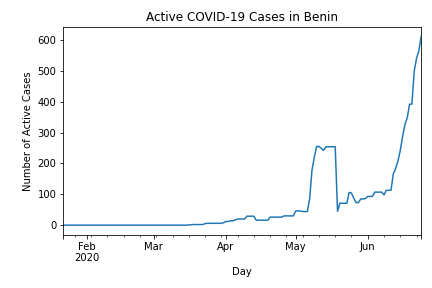 Active COVID-19 Cases in Benin
Number of Active Cases
600
500
400
300
200
100
0
Feb
2020
Mar
Apr
May
Jun
Day